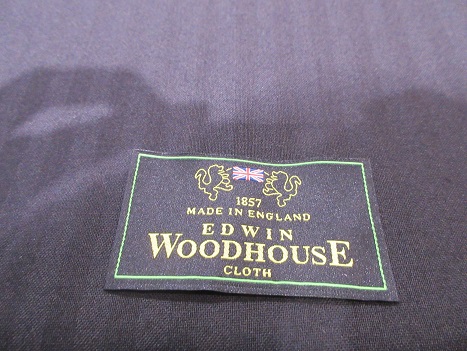 1857
MADE IN ENGLAND
EDWIN
WOODHOUSE
CLOTH